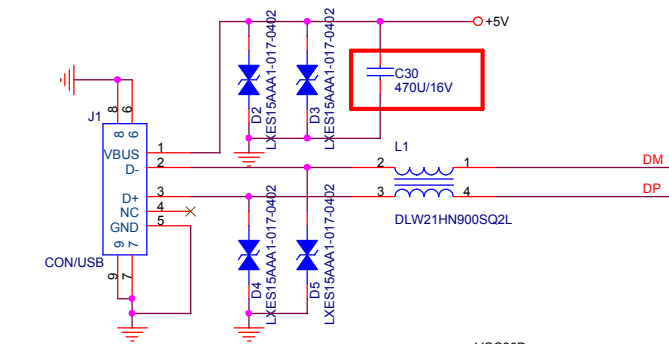 +5V
D2
LXES15AAA1-017-0402
D3
LXES15AAA1-017-0402
C30
470U/16V
J1
8
6
8 6
VBUS
1
D-
2
D+
3
NC
4
GND
5
9 7
9
7
CON/USB
L1
2
1
3
4
DM
DP
DLW21HN900SQ2L
D4
LXES15AAA1-017-0402
D5
LXES15AAA1-017-0402